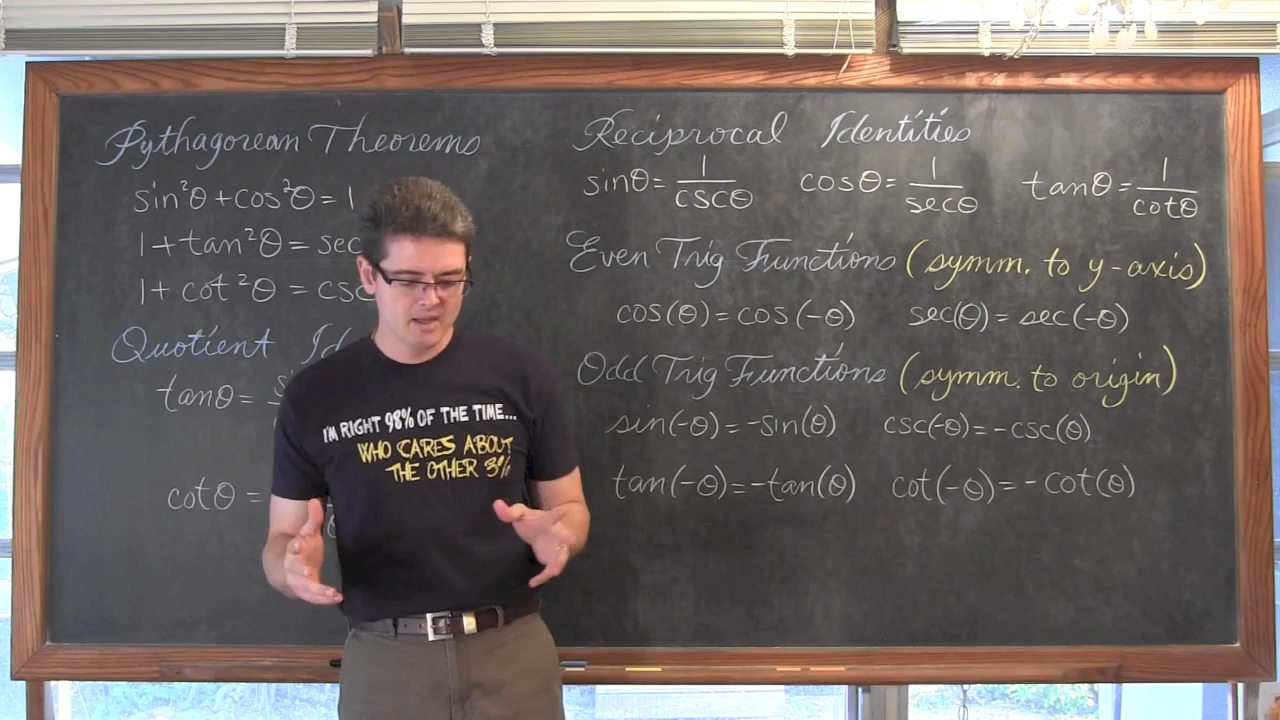 Pythagorean Theorems
sin²θ + cos²θ = 1
1 + tan²θ = sec
1 + cot²θ = csc
Quotient
tanθ =
cotθ =
Reciprocal Identities
sinθ = 1/cscθ cosθ = 1/secθ tanθ = 1/cotθ
Even Trig Functions (symm. to y-axis)
cos(θ) = cos(-θ) sec(θ) = sec(-θ)
Odd Trig Functions (symm. to origin)
sin(-θ) = -sin(θ) csc(-θ) = -csc(θ)
tan(-θ) = -tan(θ) cot(-θ) = -cot(θ)
I'M RIGHT 98% OF THE TIME...
WHO CARES ABOUT
THE OTHER 3%